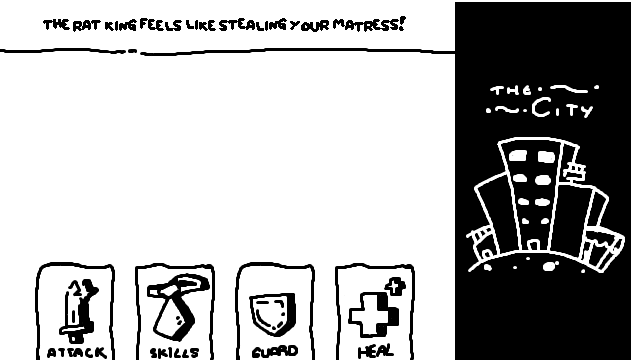 THE RAT KING FEELS LIKE STEALING YOUR MATRESS!
THE
CITY
ATTACK
SKILLS
GUARD
HEAL